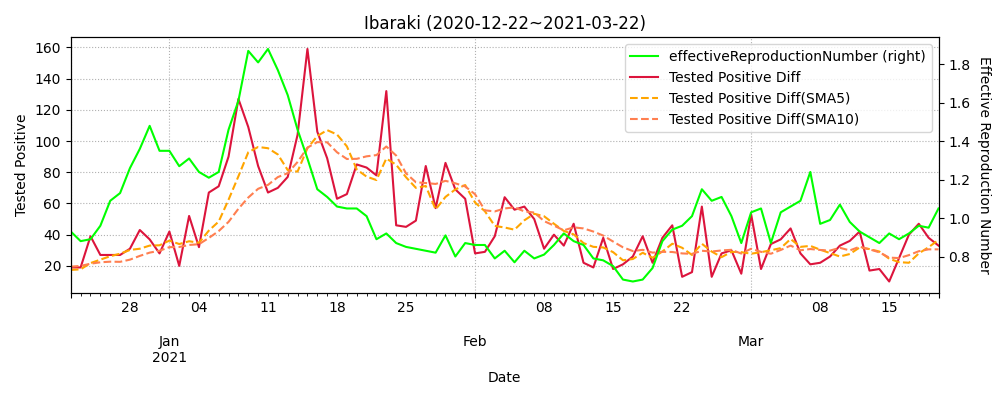 Ibaraki (2020-12-22~2021-03-22)
effectiveReproductionNumber (right)
Tested Positive Diff
Tested Positive Diff(SMA5)
Tested Positive Diff(SMA10)
Tested Positive
160
140
120
100
80
60
40
20
1.8
1.6
1.4
1.2
1.0
0.8
Effective Reproduction Number
28 04 11 18 25 08 15 22 08 15
Jan Feb Mar
2021
Date